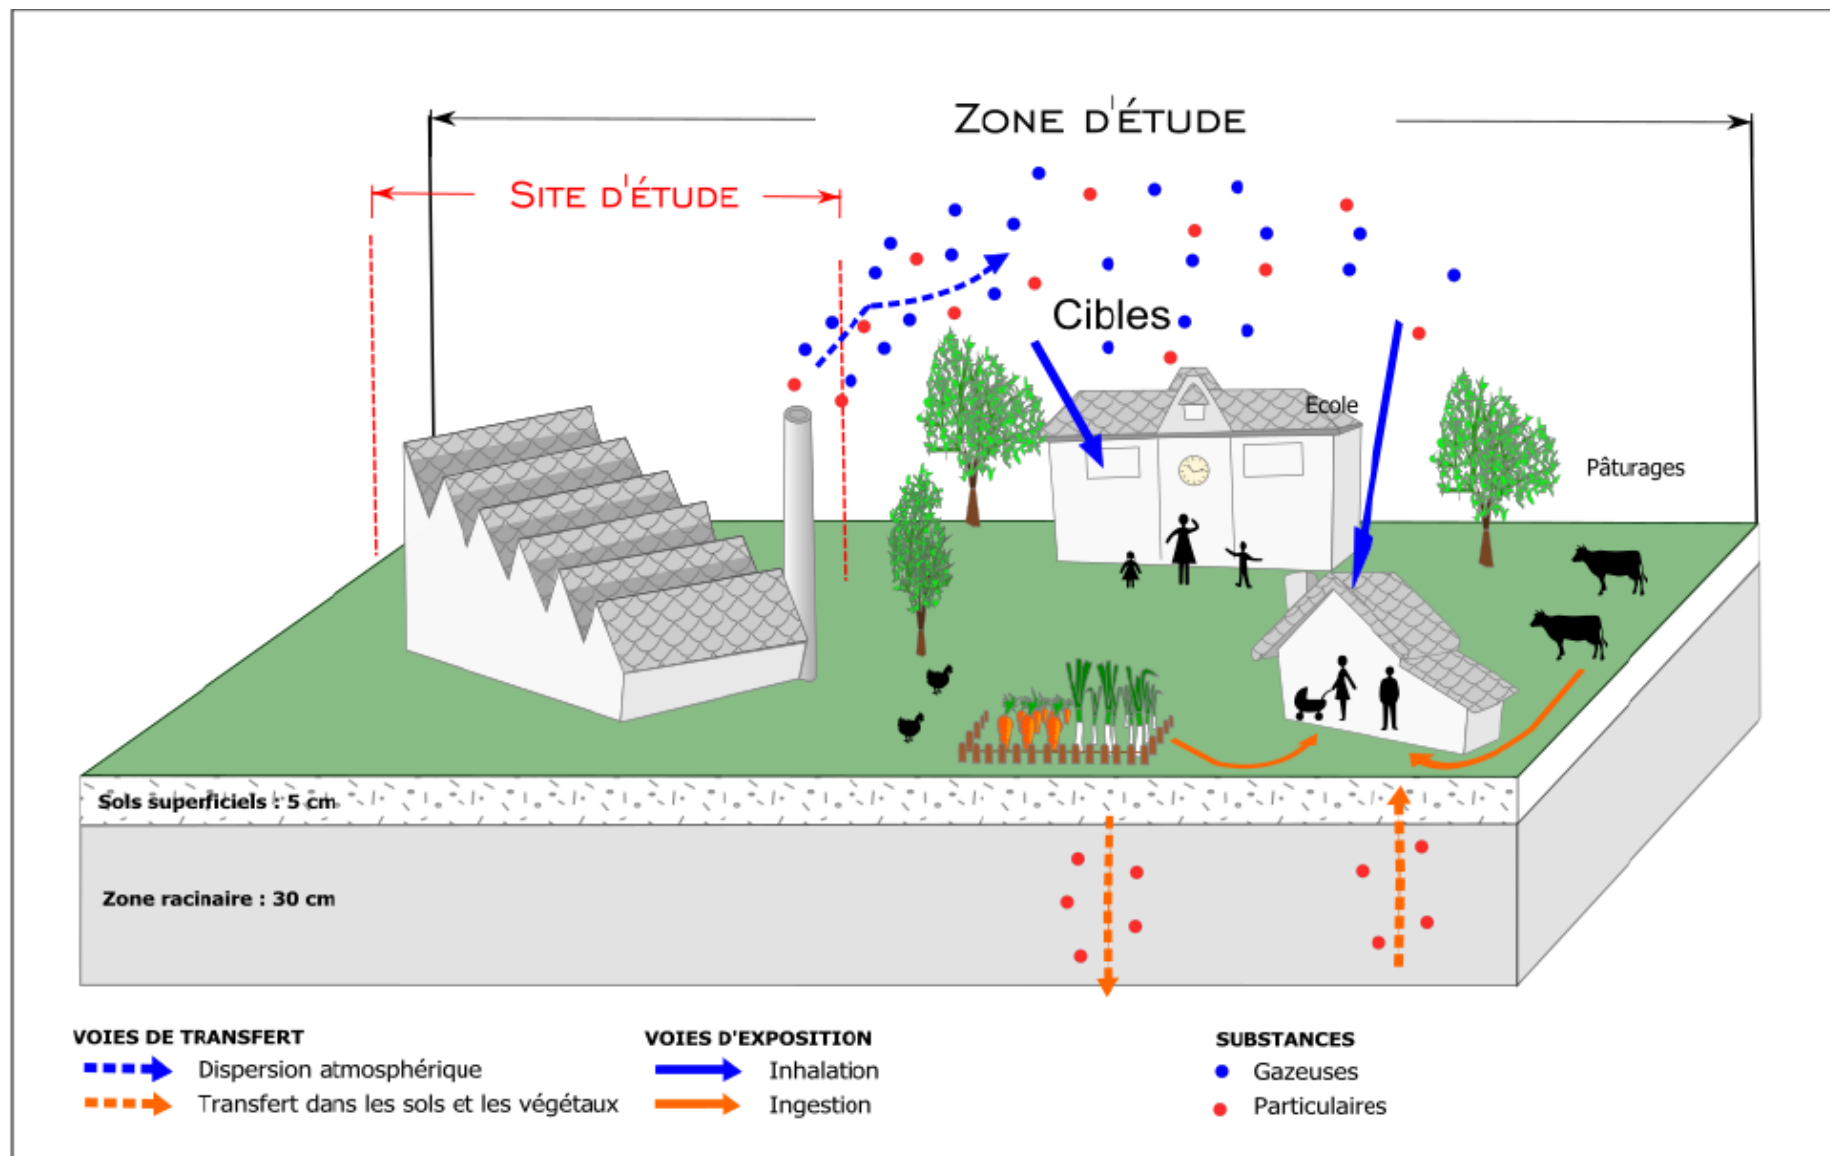 ZONE D'ÉTUDE
SITE D'ÉTUDE
Cibles
Ecole
Pâturages
Sols superficiels : 5 cm
Zone racinaire : 30 cm
VOIES DE TRANSFERT
Dispersion atmosphérique
Transfert dans les sols et les végétaux
VOIES D'EXPOSITION
Inhalation
Ingestion
SUBSTANCES
Gazeuses
Particulaires